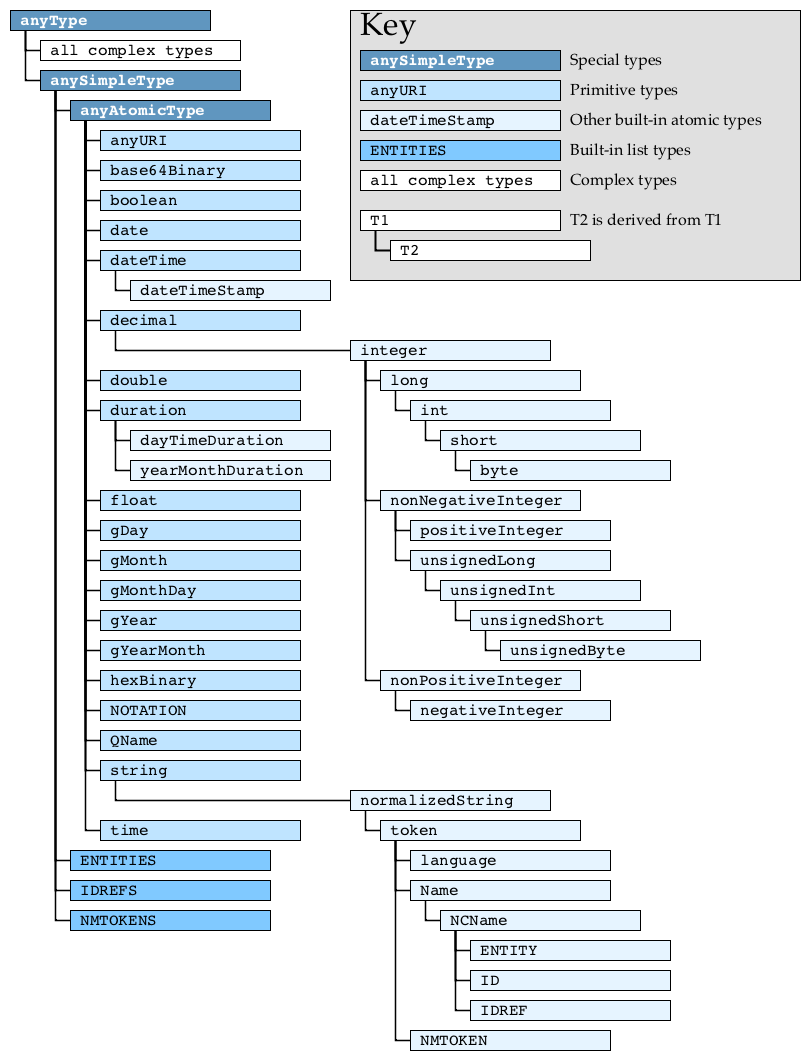 anyType
all complex types
anySimpleType
anyAtomicType
anyURI
base64Binary
boolean
date
dateTime
dateTimeStamp
decimal
integer
double
long
duration
int
dayTimeDuration
short
yearMonthDuration
byte
float
nonNegativeInteger
gDay
positiveInteger
gMonth
unsignedLong
gMonthDay
unsignedInt
gYear
unsignedShort
gYearMonth
unsignedByte
hexBinary
nonPositiveInteger
NOTATION
negativeInteger
QName
string
normalizedString
time
token
ENTITIES
language
IDREFS
Name
NMTOKENS
NCName
ENTITY
ID
IDREF
NMTOKEN
Key
anySimpleType Special types
anyURI Primitive types
dateTimeStamp Other built-in atomic types
ENTITIES Built-in list types
all complex types Complex types
T1 T2 is derived from T1
T2